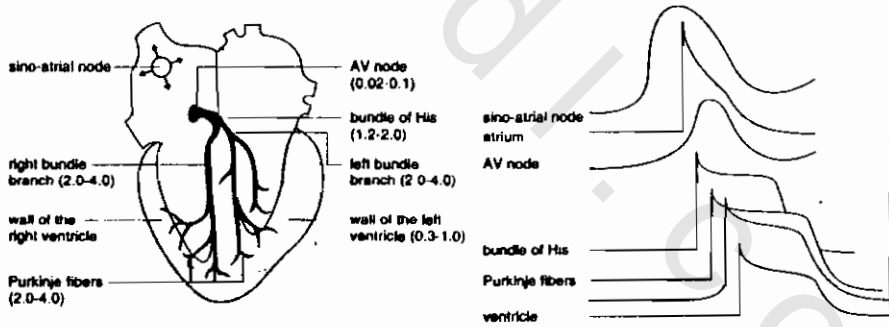 sino-atrial node
AV node
(0.02-0.1)
bundle of His
(1.2-2.0)
right bundle
branch (2.0-4.0)
left bundle
branch (2 0-4.0)
wall of the
right ventricle
wall of the left
ventricle (0.3-1.0)
Purkinje fibers
(2.0-4.0)
sino-atrial node
atrium
AV node
bundle of His
Purkinje fibers
ventricle